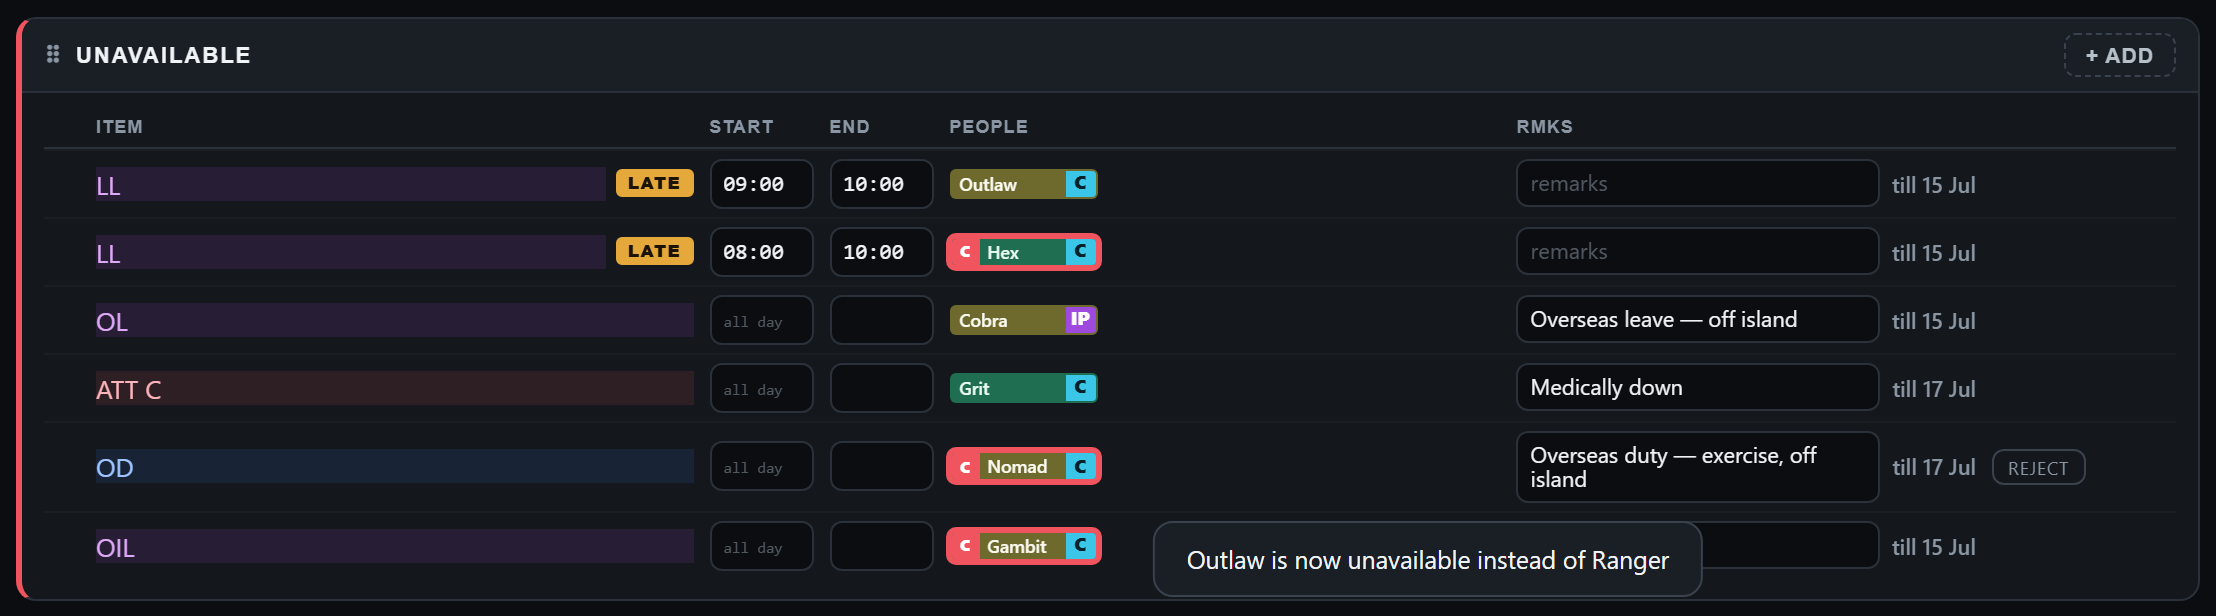 UNAVAILABLE
+ ADD
ITEM START END PEOPLE RMKS
LL LATE 09:00 10:00 Outlaw C remarks till 15 Jul
LL LATE 08:00 10:00 C Hex C remarks till 15 Jul
OL all day Cobra IP Overseas leave — off island till 15 Jul
ATT C all day Grit C Medically down till 17 Jul
OD all day C Nomad C Overseas duty — exercise, off island till 17 Jul REJECT
OIL all day C Gambit C till 15 Jul
Outlaw is now unavailable instead of Ranger